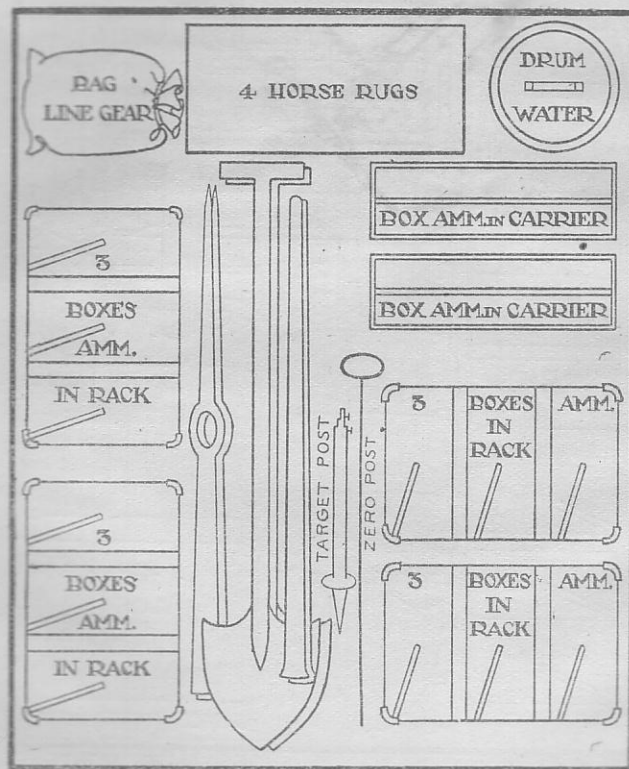 BAG
LINE GEAR
4 HORSE RUGS
DRUM
WATER
BOX AMM. IN CARRIER
BOX AMM. IN CARRIER
3
BOXES
AMM.
IN RACK
TARGET POST
ZERO POST
3 BOXES AMM.
IN
RACK
3
BOXES
AMM.
IN RACK
3 BOXES AMM.
IN
RACK